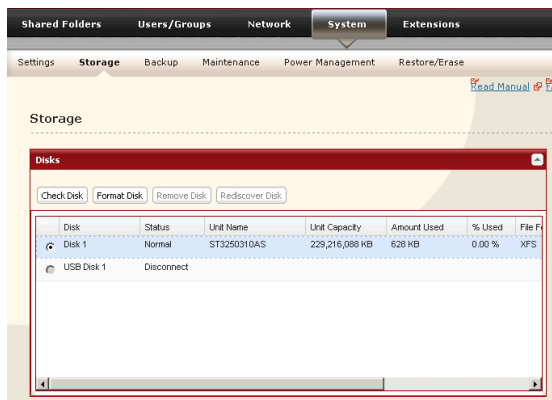 Shared Folders Users/Groups Network System Extensions
Settings Storage Backup Maintenance Power Management Restore/Erase
Read Manual
Storage
Disks
Check Disk Format Disk Remove Disk Rediscover Disk
Disk Status Unit Name Unit Capacity Amount Used % Used File
Disk 1 Normal ST3250310AS 229,216,088 KB 628 KB 0.00 % XFS
USB Disk 1 Disconnect